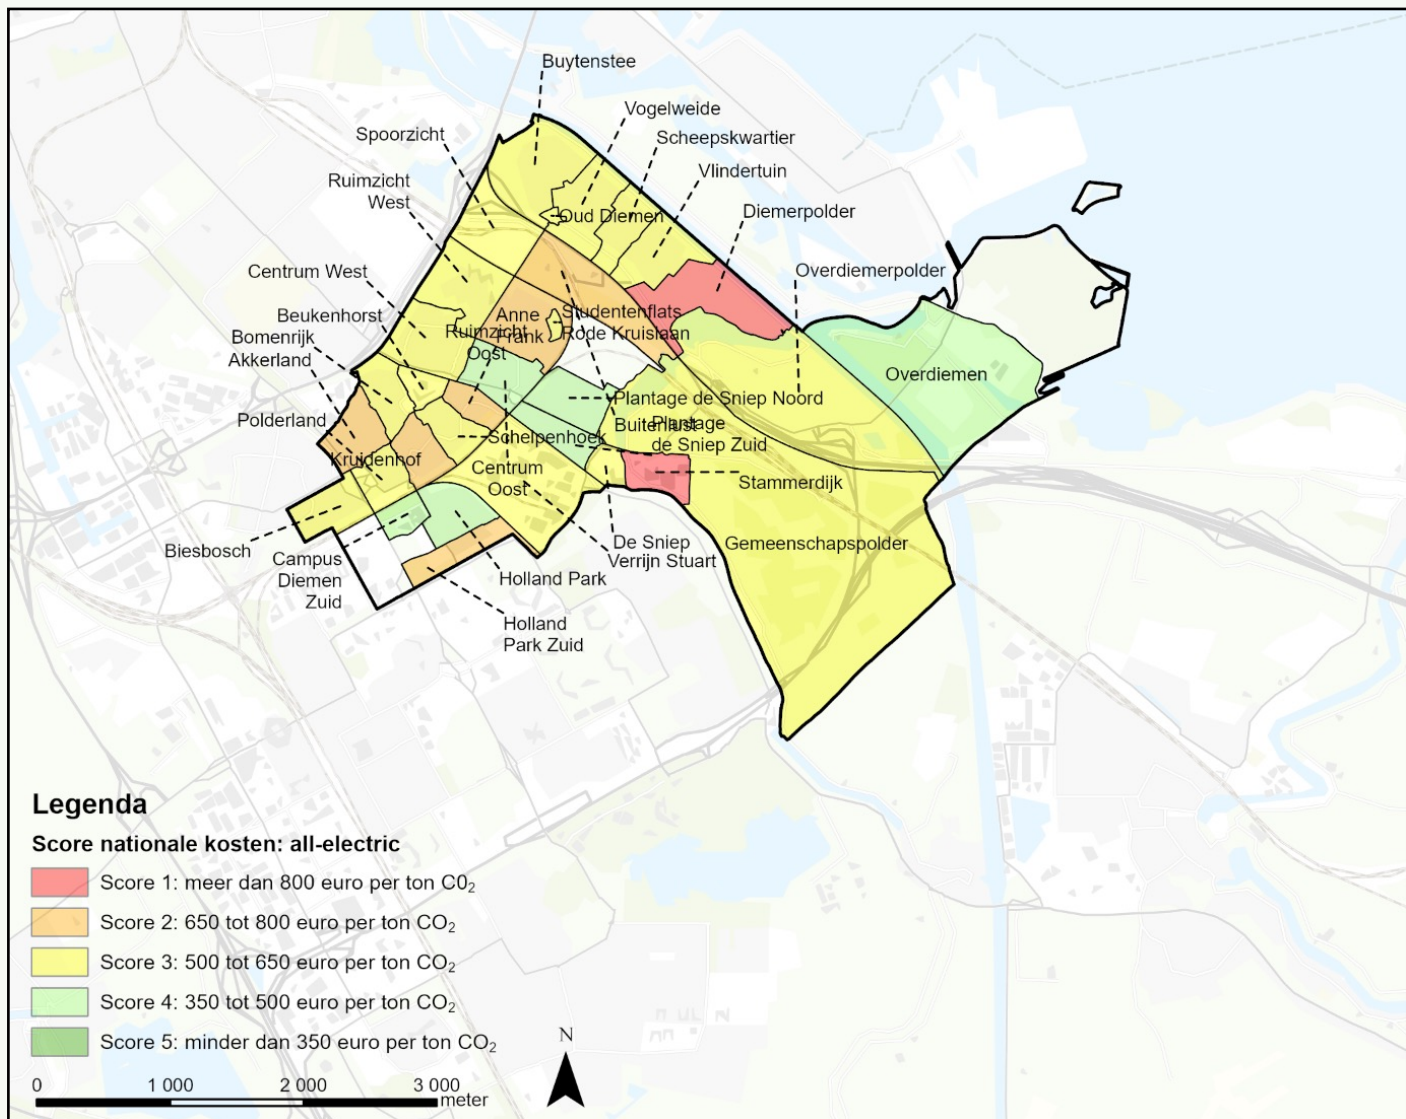 Buytenstee
Vogelweide
Spoorzicht
Scheepskwartier
Vlindertuin
Ruimzicht
West
Diemerpolder
Oud Diemen
Centrum West
Overdiemerpolder
Beukenhorst
Anne
Frank
Studentenflats
Rode Kruislaan
Bomenrijk
Ruimzicht
Oost
Akkerland
Overdiemen
Plantage de Sniep Noord
Polderland
Buitenlust
Plantage
de Sniep Zuid
Schelpenhoek
Kruidenhof
Centrum
Oost
Stammerdijk
Biesbosch
De Sniep
Gemeenschapspolder
Verrijn Stuart
Campus
Diemen
Zuid
Holland Park
Holland
Park Zuid
Legenda
Score nationale kosten: all-electric
Score 1: meer dan 800 euro per ton C0₂
Score 2: 650 tot 800 euro per ton CO₂
Score 3: 500 tot 650 euro per ton CO₂
Score 4: 350 tot 500 euro per ton CO₂
Score 5: minder dan 350 euro per ton CO₂
N
0 1 000 2 000 3 000
meter